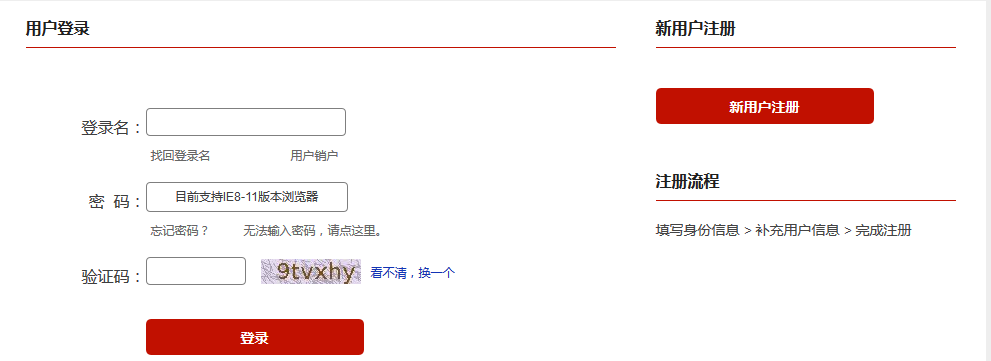 用户登录
登录名：
找回登录名 用户销户
密 码： 目前支持IE8-11版本浏览器
忘记密码？ 无法输入密码，请点这里。
验证码： 9tvxhy 看不清，换一个
登录
新用户注册
新用户注册
注册流程
填写身份信息 > 补充用户信息 > 完成注册